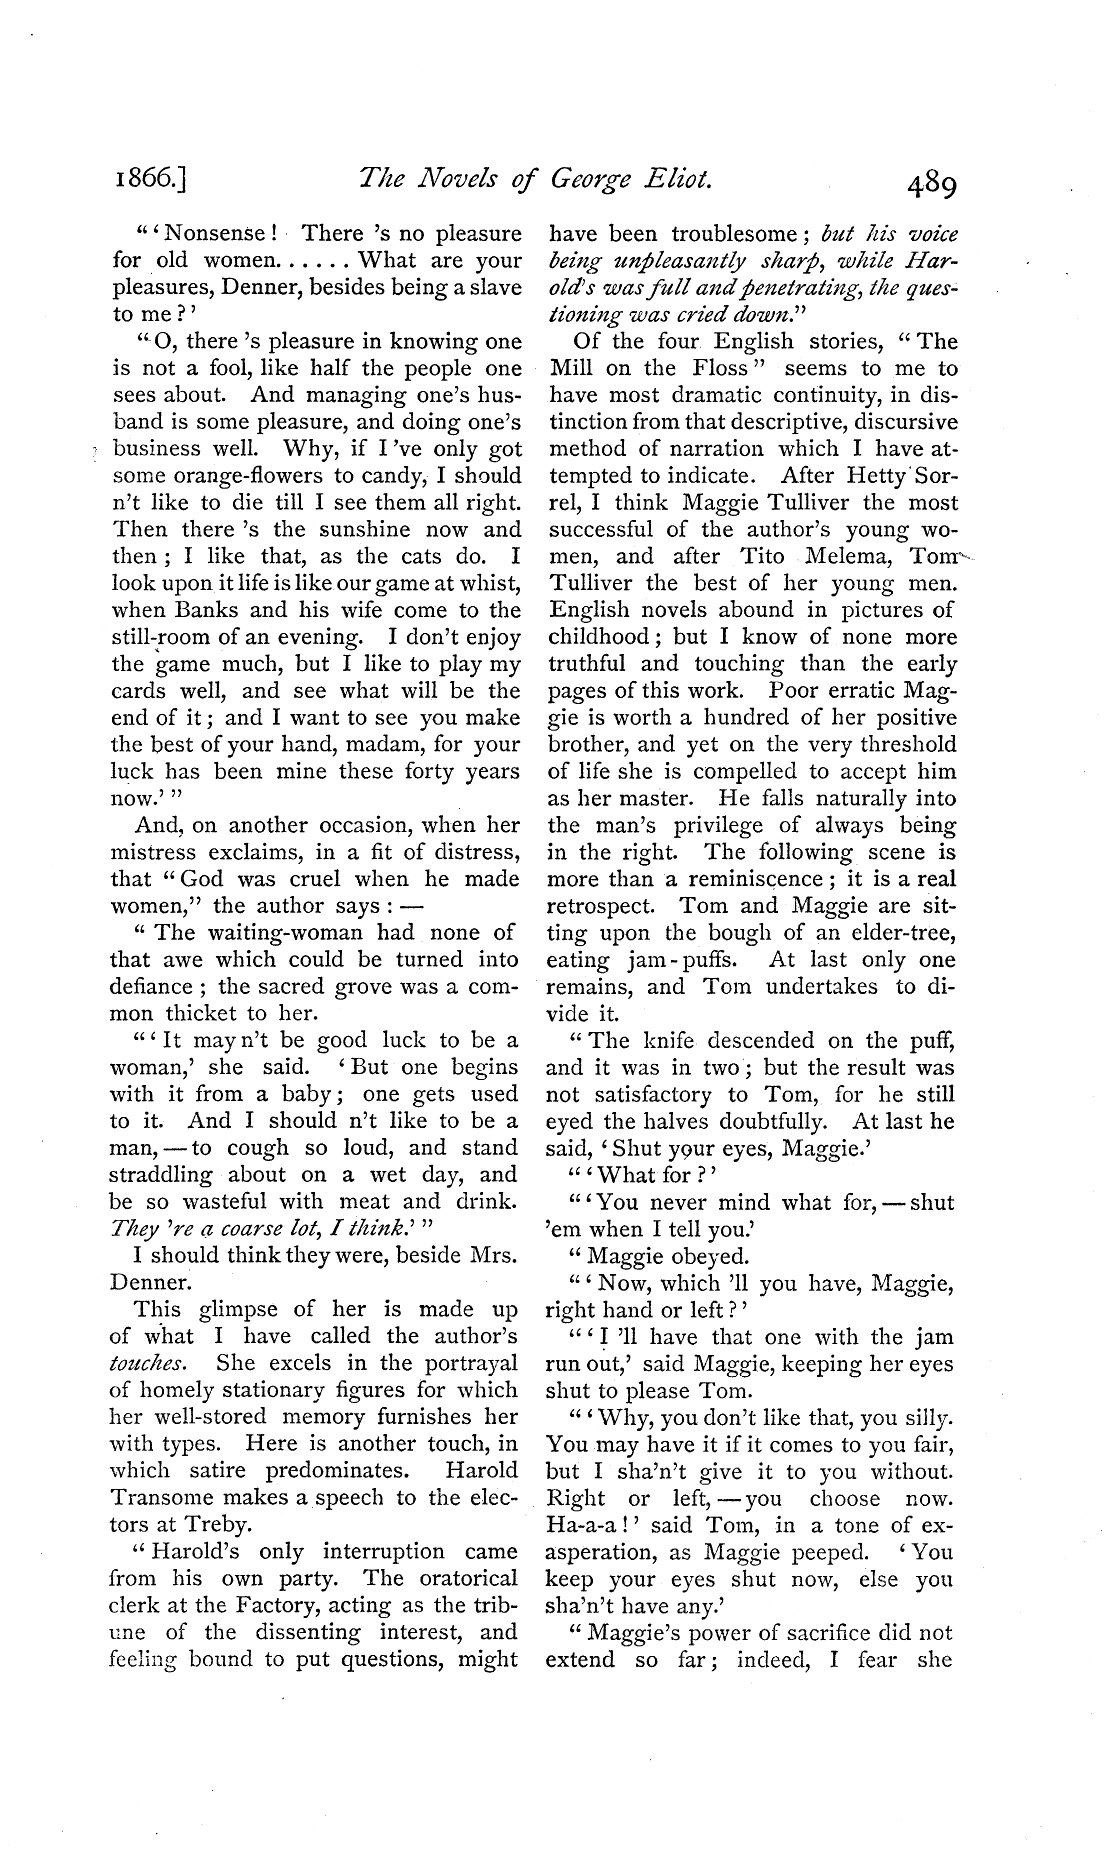 1866.] The Novels of George Eliot. 489
"'Nonsense! There 's no pleasure
for old women. . . . . . What are your
pleasures, Denner, besides being a slave
to me?'
"O, there 's pleasure in knowing one
is not a fool, like half the people one
sees about. And managing one's hus-
band is some pleasure, and doing one's
business well. Why, if I 've only got
some orange-flowers to candy, I should
n't like to die till I see them all right.
Then there 's the sunshine now and
then; I like that, as the cats do. I
look upon it life is like our game at whist,
when Banks and his wife come to the
still-room of an evening. I don't enjoy
the game much, but I like to play my
cards well, and see what will be the
end of it; and I want to see you make
the best of your hand, madam, for your
luck has been mine these forty years
now.'"
And, on another occasion, when her
mistress exclaims, in a fit of distress,
that "God was cruel when he made
women," the author says:—
"The waiting-woman had none of
that awe which could be turned into
defiance; the sacred grove was a com-
mon thicket to her.
"'It may n't be good luck to be a
woman,' she said. 'But one begins
with it from a baby; one gets used
to it. And I should n't like to be a
man,—to cough so loud, and stand
straddling about on a wet day, and
be so wasteful with meat and drink.
They 're a coarse lot, I think.'"
I should think they were, beside Mrs.
Denner.
This glimpse of her is made up
of what I have called the author's
touches. She excels in the portrayal
of homely stationary figures for which
her well-stored memory furnishes her
with types. Here is another touch, in
which satire predominates. Harold
Transome makes a speech to the elec-
tors at Treby.
"Harold's only interruption came
from his own party. The oratorical
clerk at the Factory, acting as the trib-
une of the dissenting interest, and
feeling bound to put questions, might
have been troublesome; but his voice
being unpleasantly sharp, while Har-
old's was full and penetrating, the ques-
tioning was cried down."
Of the four English stories, "The
Mill on the Floss" seems to me to
have most dramatic continuity, in dis-
tinction from that descriptive, discursive
method of narration which I have at-
tempted to indicate. After Hetty Sor-
rel, I think Maggie Tulliver the most
successful of the author's young wo-
men, and after Tito Melema, Tom
Tulliver the best of her young men.
English novels abound in pictures of
childhood; but I know of none more
truthful and touching than the early
pages of this work. Poor erratic Mag-
gie is worth a hundred of her positive
brother, and yet on the very threshold
of life she is compelled to accept him
as her master. He falls naturally into
the man's privilege of always being
in the right. The following scene is
more than a reminiscence; it is a real
retrospect. Tom and Maggie are sit-
ting upon the bough of an elder-tree,
eating jam-puffs. At last only one
remains, and Tom undertakes to di-
vide it.
"The knife descended on the puff,
and it was in two; but the result was
not satisfactory to Tom, for he still
eyed the halves doubtfully. At last he
said, 'Shut your eyes, Maggie.'
"'What for?'
"'You never mind what for,—shut
'em when I tell you.'
"Maggie obeyed.
"'Now, which 'll you have, Maggie,
right hand or left?'
"'I 'll have that one with the jam
run out,' said Maggie, keeping her eyes
shut to please Tom.
"'Why, you don't like that, you silly.
You may have it if it comes to you fair,
but I sha'n't give it to you without.
Right or left,—you choose now.
Ha-a-a!' said Tom, in a tone of ex-
asperation, as Maggie peeped. 'You
keep your eyes shut now, else you
sha'n't have any.'
"Maggie's power of sacrifice did not
extend so far; indeed, I fear she